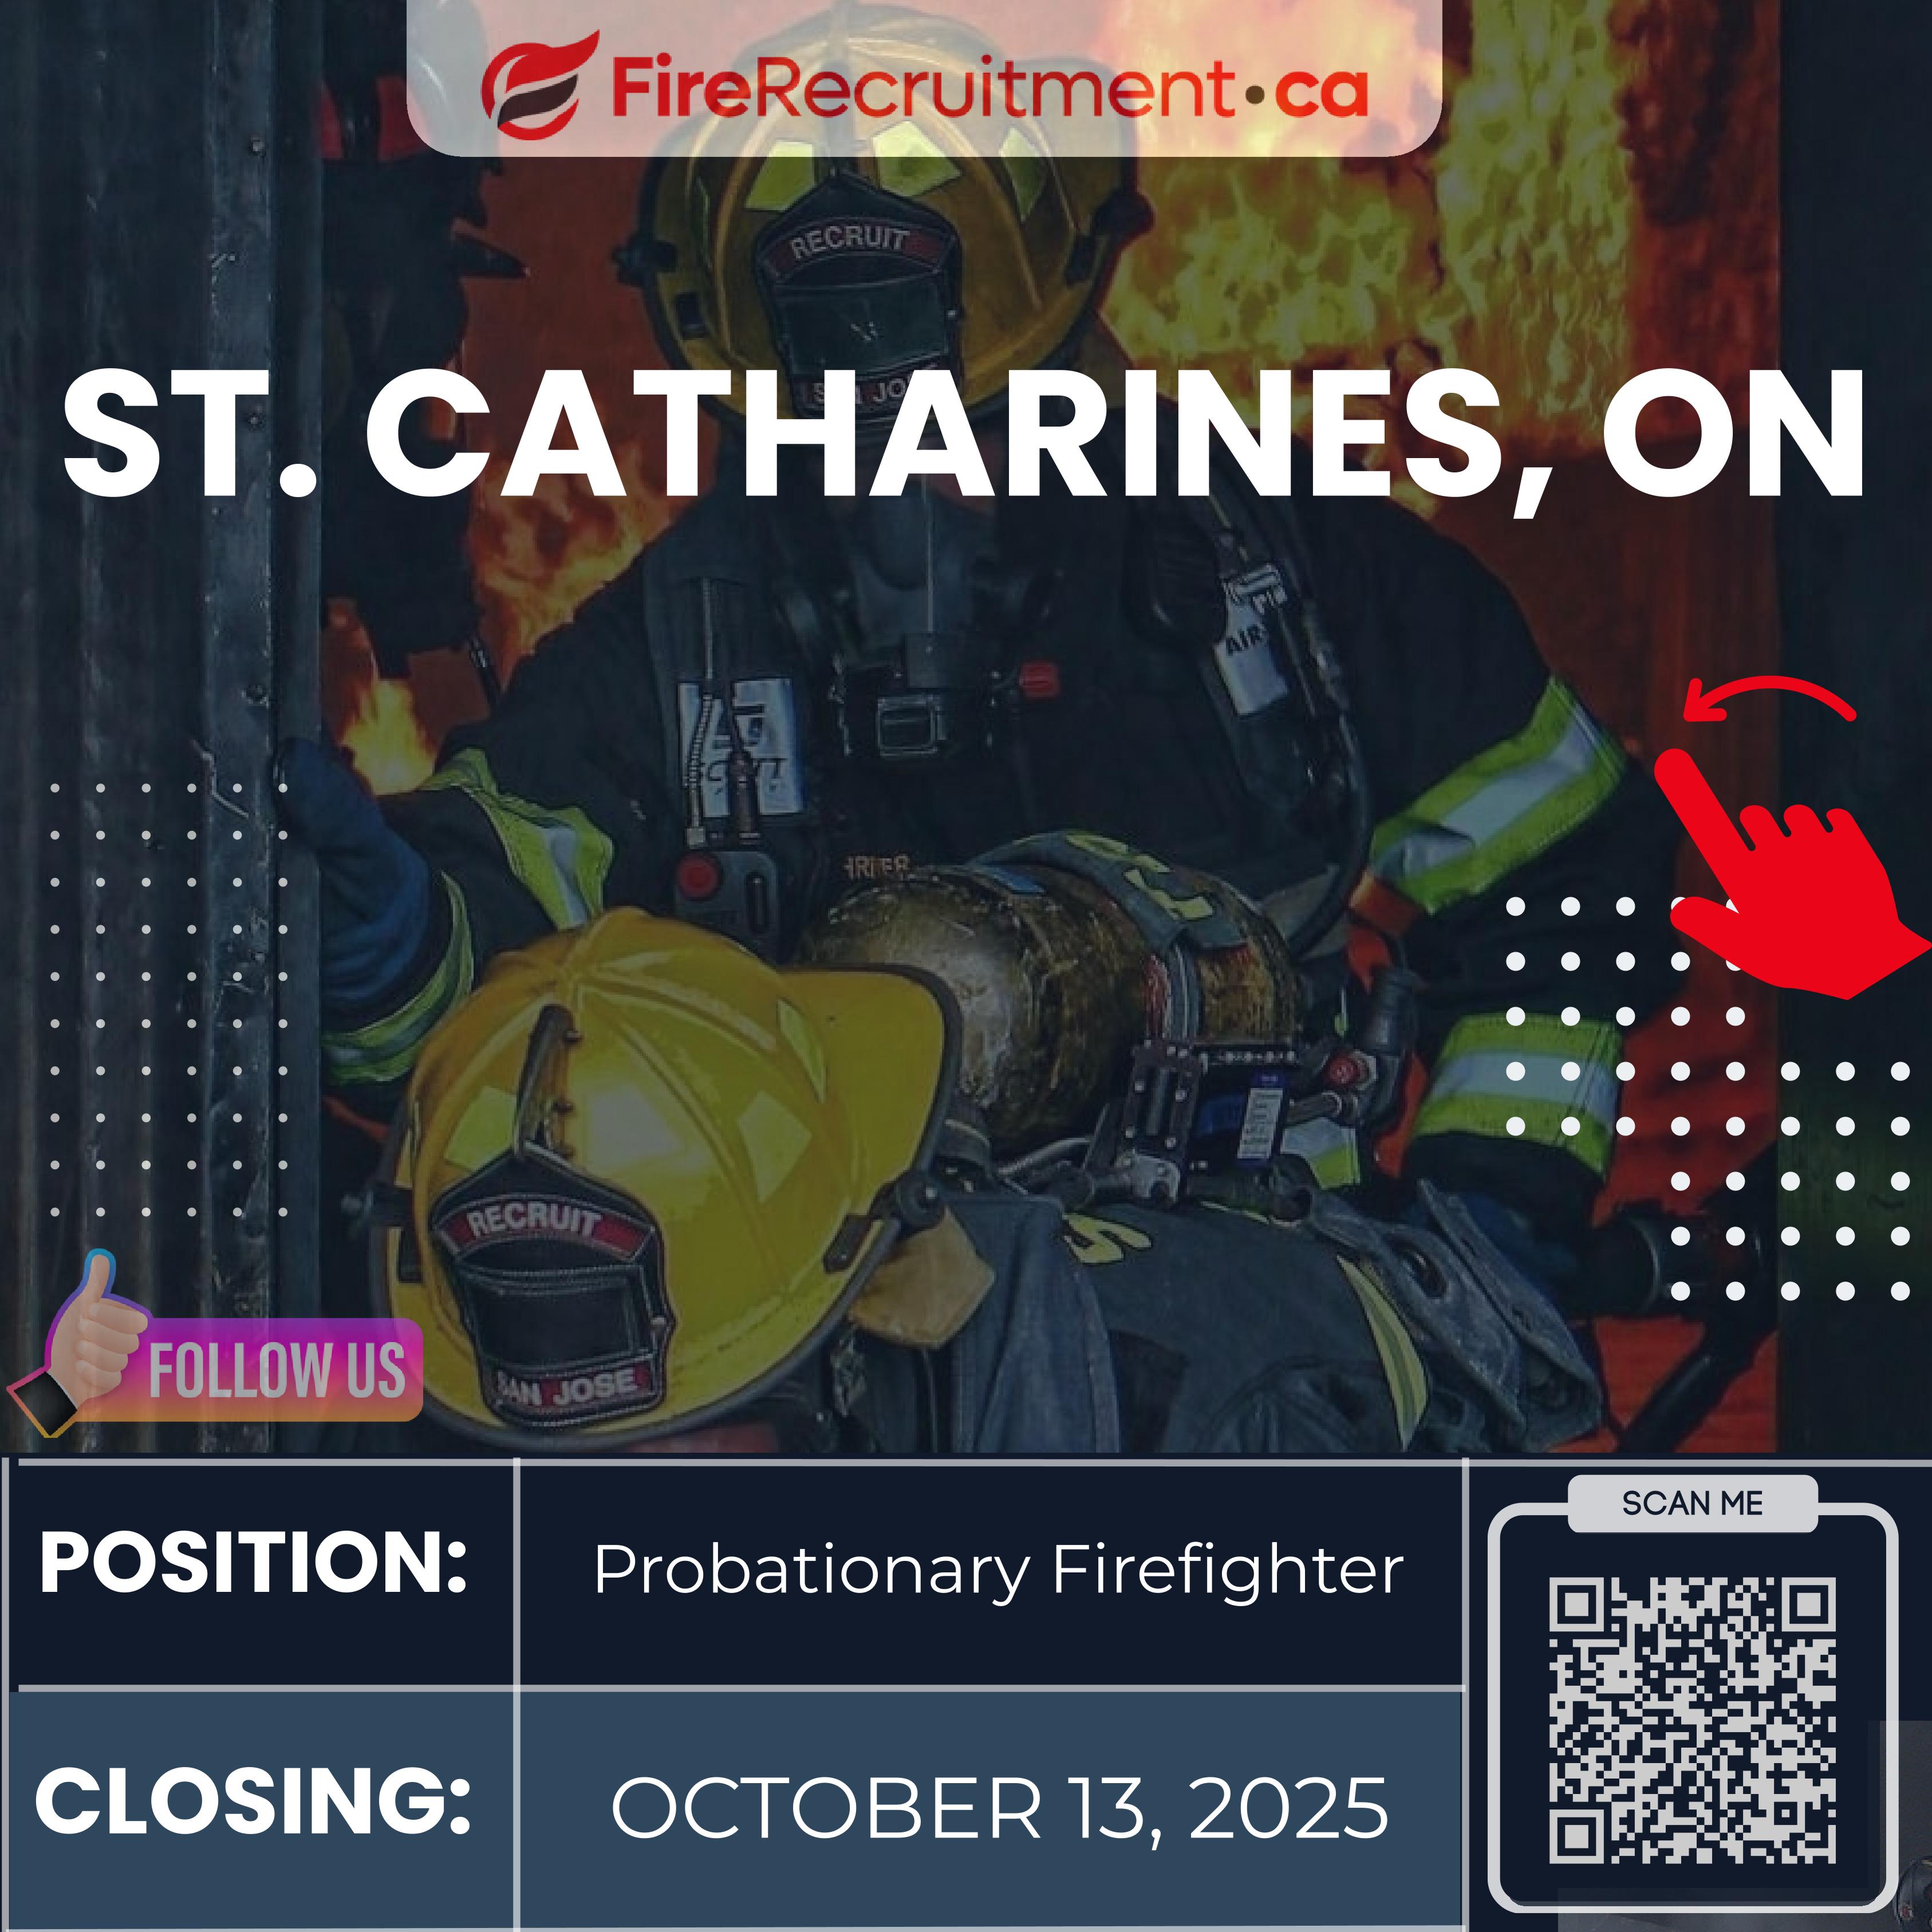 FireRecruitment.ca
RECRUIT
ST. CATHARINES, ON
AIR
RECRUIT
SAN JOSE
FOLLOW US
SCAN ME
POSITION:
Probationary Firefighter
CLOSING:
OCTOBER 13, 2025